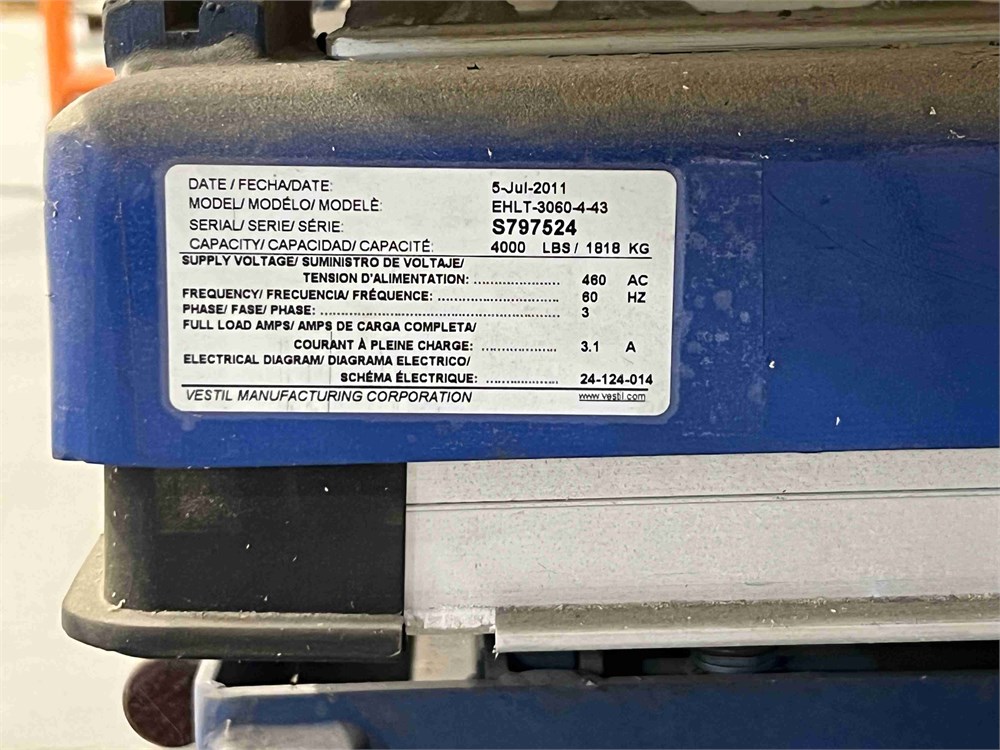 DATE / FECHA/DATE: 5-Jul-2011
MODEL/ MODÉLO/ MODELÈ: EHLT-3060-4-43
SERIAL/ SERIE/ SÉRIE: S797524
CAPACITY/ CAPACIDAD/ CAPACITÉ: 4000 LBS / 1818 KG
SUPPLY VOLTAGE/ SUMINISTRO DE VOLTAJE/
TENSION D'ALIMENTATION: .................... 460 AC
FREQUENCY/ FRECUENCIA/ FRÉQUENCE: ............................ 60 HZ
PHASE/ FASE/ PHASE: ........................................................ 3
FULL LOAD AMPS/ AMPS DE CARGA COMPLETA/
COURANT À PLEINE CHARGE: .................. 3.1 A
ELECTRICAL DIAGRAM/ DIAGRAMA ELECTRICO/
SCHÉMA ÉLECTRIQUE: .................. 24-124-014
VESTIL MANUFACTURING CORPORATION www.vestil.com